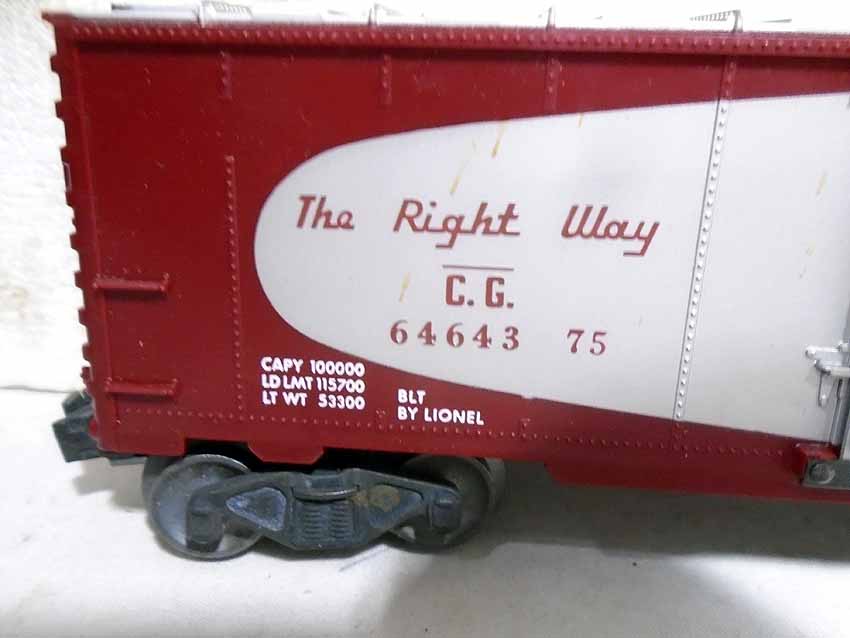 The Right Way
C. G.
64643 75
CAPY 100000
LD LMT 115700
LT WT 53300
BLT
BY LIONEL